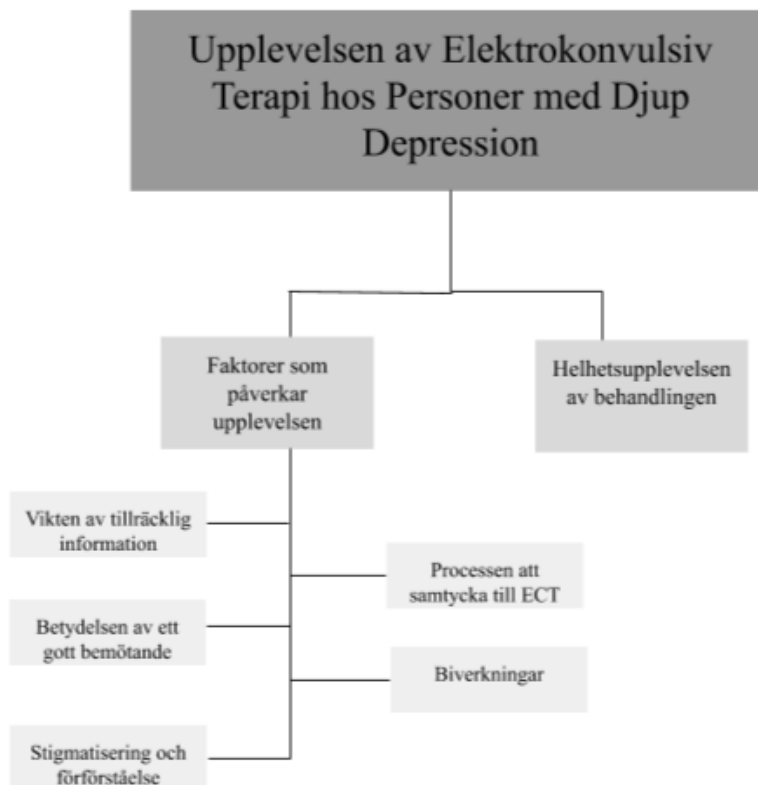 Upplevelsen av Elektrokonvulsiv
Terapi hos Personer med Djup
Depression
Faktorer som
påverkar
upplevelsen
Helhetsupplevelsen
av behandlingen
Vikten av tillräcklig
information
Processen att
samtycka till ECT
Betydelsen av ett
gott bemötande
Biverkningar
Stigmatisering och
förförståelse